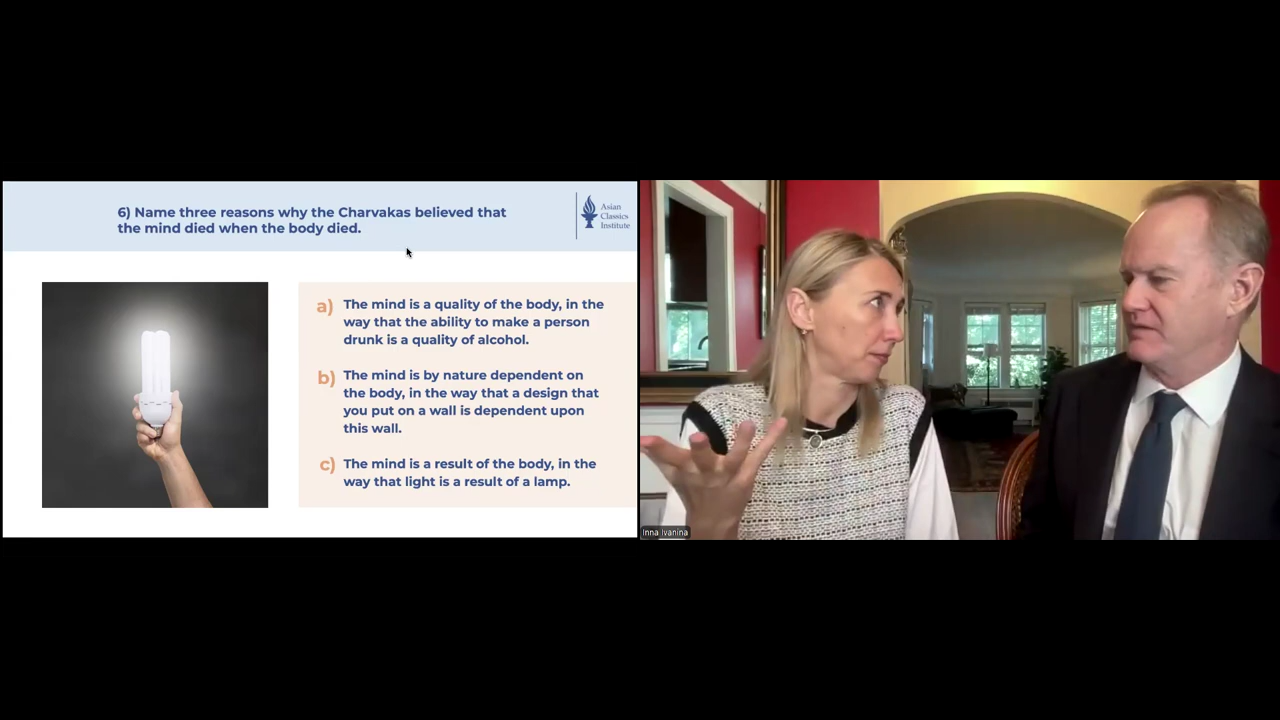 6) Name three reasons why the Charvakas believed that
the mind died when the body died.
Asian
Classics
Institute
a) The mind is a quality of the body, in the
way that the ability to make a person
drunk is a quality of alcohol.
b) The mind is by nature dependent on
the body, in the way that a design that
you put on a wall is dependent upon
this wall.
c) The mind is a result of the body, in the
way that light is a result of a lamp.
Inna Ivanina